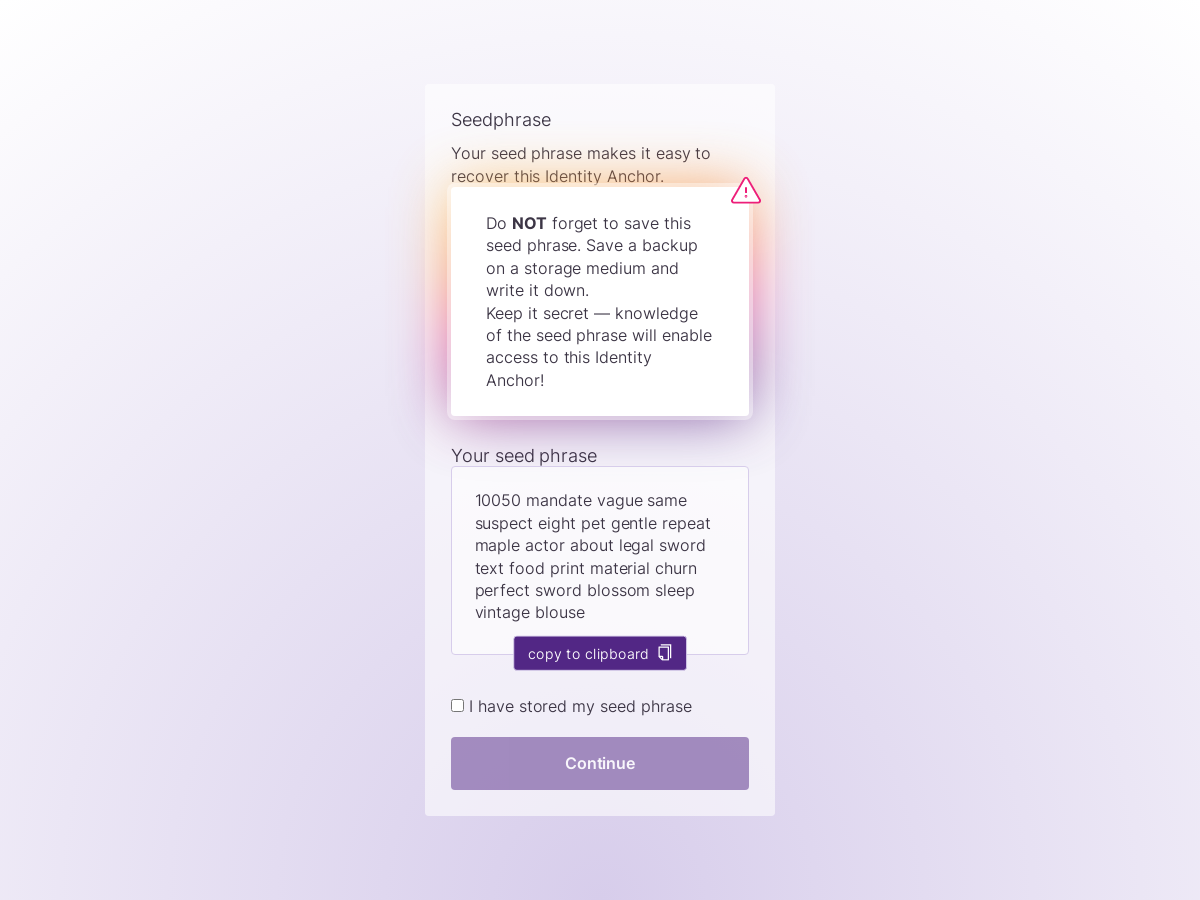 Seedphrase
Your seed phrase makes it easy to
recover this Identity Anchor.
Do NOT forget to save this
seed phrase. Save a backup
on a storage medium and
write it down.
Keep it secret — knowledge
of the seed phrase will enable
access to this Identity
Anchor!
Your seed phrase
10050 mandate vague same
suspect eight pet gentle repeat
maple actor about legal sword
text food print material churn
perfect sword blossom sleep
vintage blouse
copy to clipboard
I have stored my seed phrase
Continue